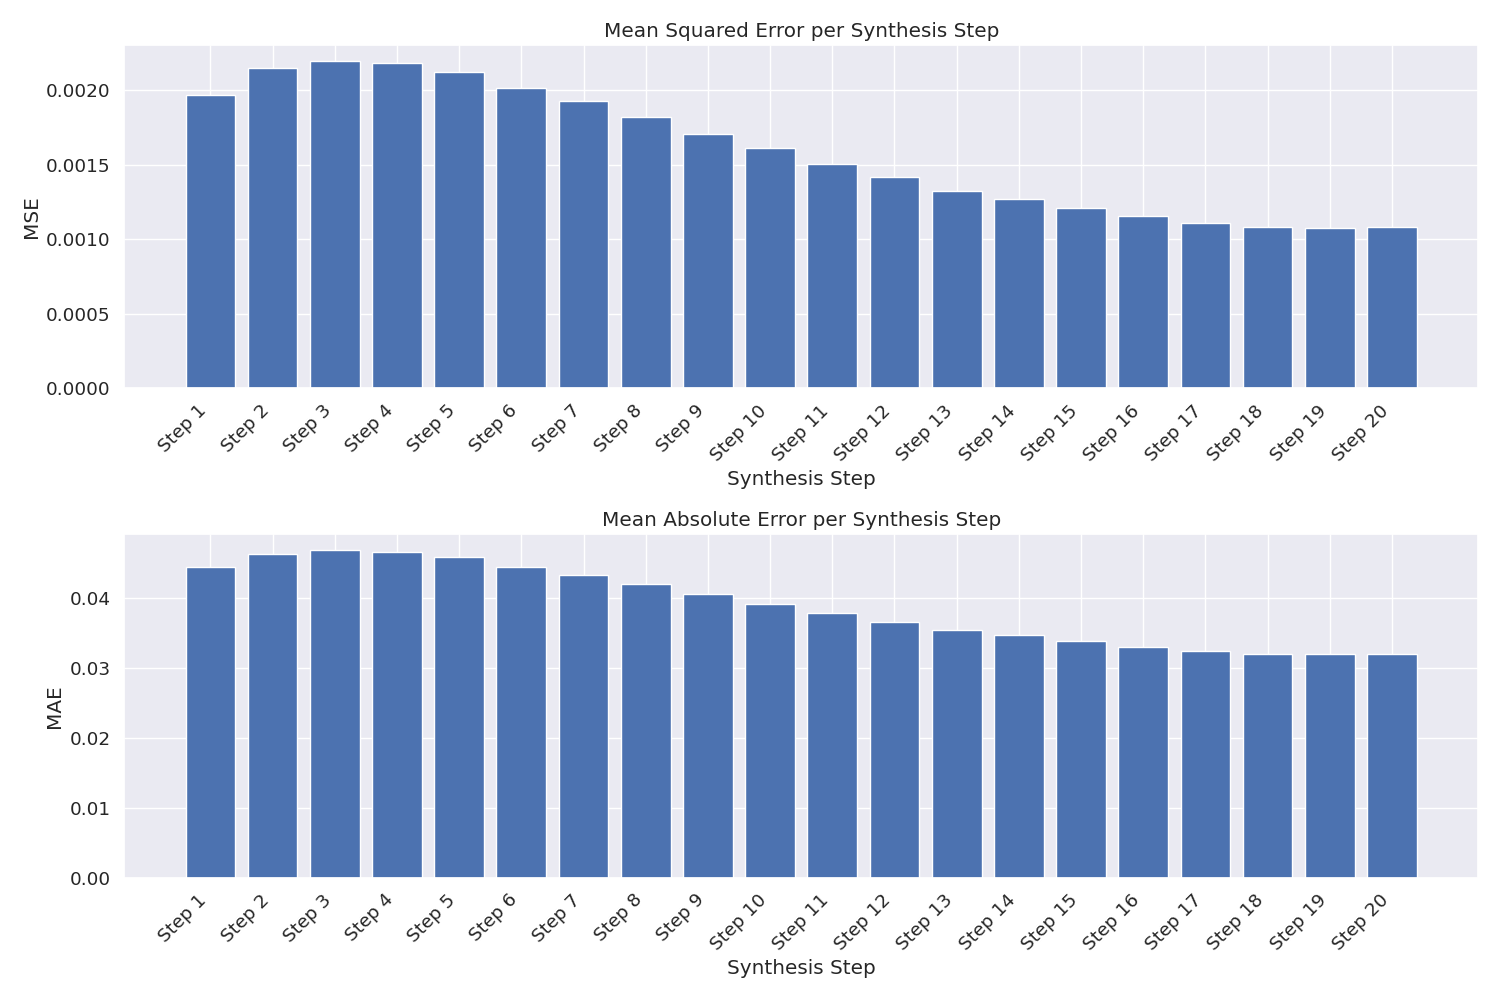 Mean Squared Error per Synthesis Step
MSE
0.0020
0.0015
0.0010
0.0005
0.0000
Step 1
Step 2
Step 3
Step 4
Step 5
Step 6
Step 7
Step 8
Step 9
Step 10
Step 11
Step 12
Step 13
Step 14
Step 15
Step 16
Step 17
Step 18
Step 19
Step 20
Synthesis Step
Mean Absolute Error per Synthesis Step
MAE
0.04
0.03
0.02
0.01
0.00
Step 1
Step 2
Step 3
Step 4
Step 5
Step 6
Step 7
Step 8
Step 9
Step 10
Step 11
Step 12
Step 13
Step 14
Step 15
Step 16
Step 17
Step 18
Step 19
Step 20
Synthesis Step